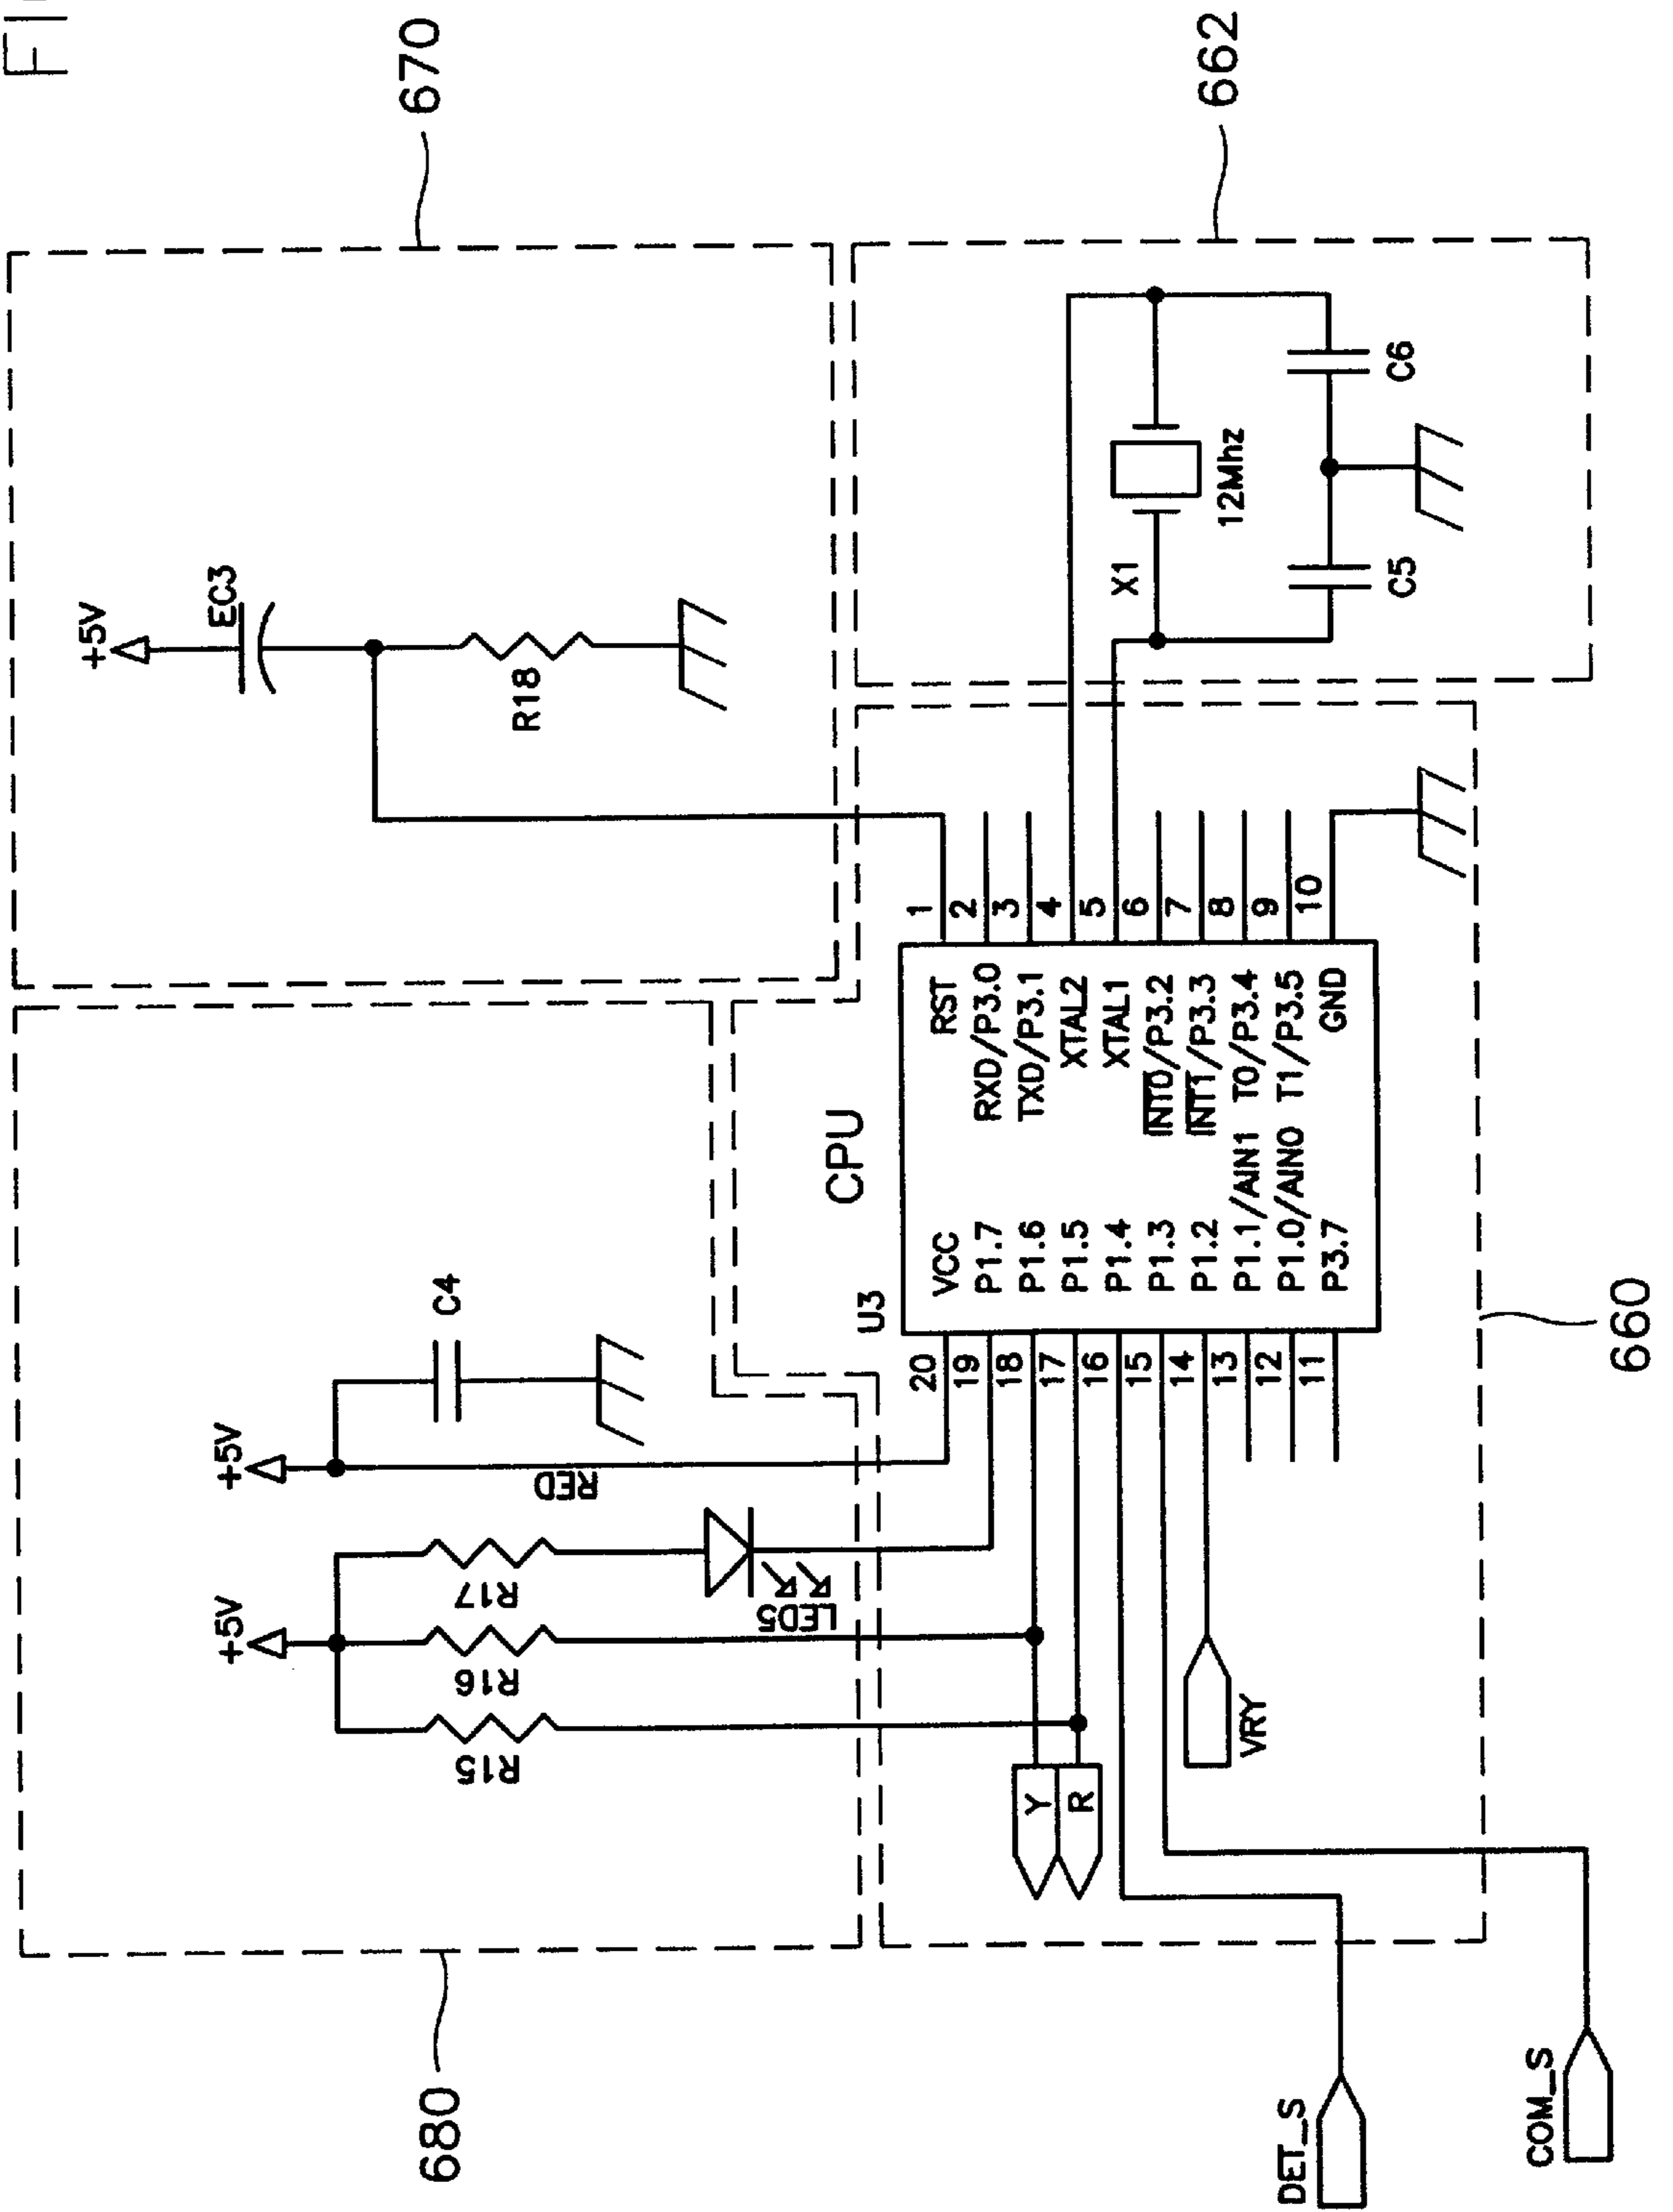 FI
670
662
+5V
EC3
R18
X1
12Mhz
C5
C6
680
+5V
C4
RED
+5V
R17
LED5
R16
R15
CPU
U3
1
2
3
4
5
6
7
8
9
10
RST
RXD/P3.0
TXD/P3.1
XTAL2
XTAL1
INT0/P3.2
INT1/P3.3
T0/P3.4
T1/P3.5
GND
VCC
P1.7
P1.6
P1.5
P1.4
P1.3
P1.2
P1.1/AIN1
P1.0/AIN0
P3.7
20
19
18
17
16
15
14
13
12
11
Y
R
VRY
DET_S
COM_S
660